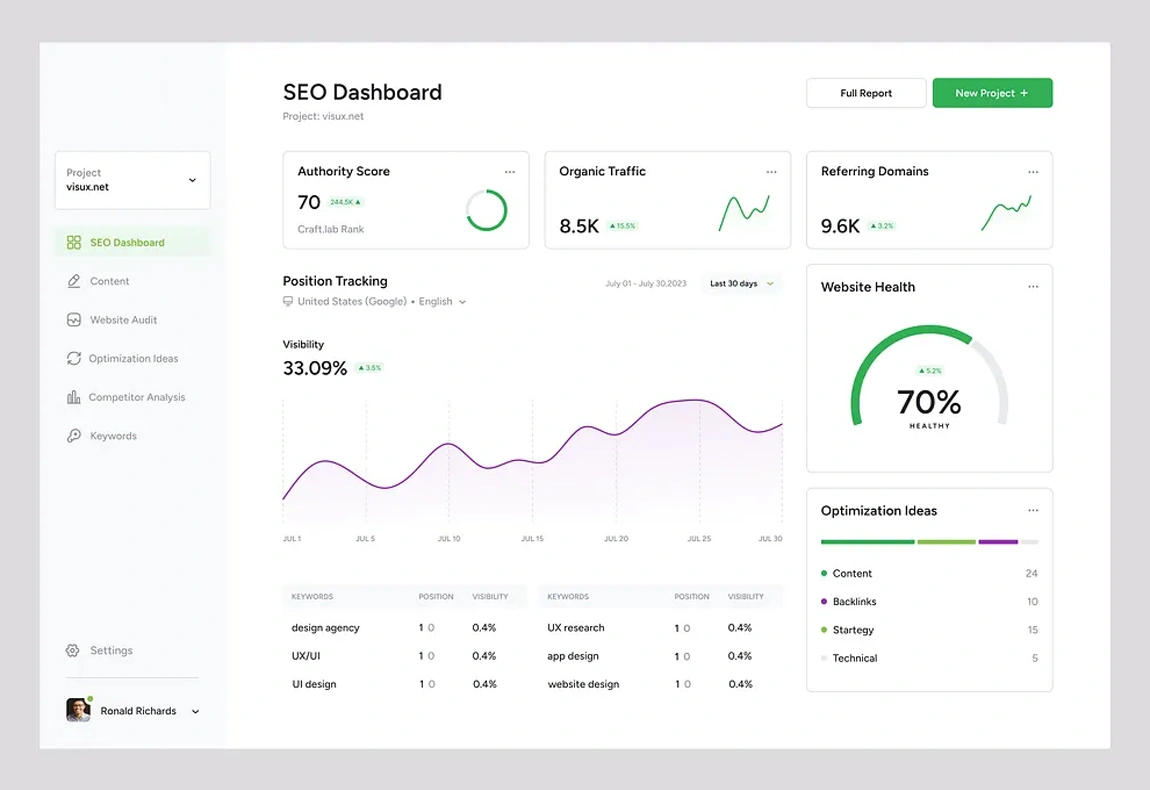 SEO Dashboard
Project: visux.net
Full Report
New Project +
Project
visux.net
SEO Dashboard
Content
Website Audit
Optimization Ideas
Competitor Analysis
Keywords
Settings
Ronald Richards
Authority Score
70 244.5K ▲
Craft.lab Rank
Organic Traffic
8.5K ▲ 15.5%
Referring Domains
9.6K ▲ 3.2%
Position Tracking
July 01 - July 30,2023
Last 30 days
United States (Google) • English
Visibility
33.09% ▲ 3.5%
JUL 1 JUL 5 JUL 10 JUL 15 JUL 20 JUL 25 JUL 30
KEYWORDS POSITION VISIBILITY KEYWORDS POSITION VISIBILITY
design agency 1 0 0.4% UX research 1 0 0.4%
UX/UI 1 0 0.4% app design 1 0 0.4%
UI design 1 0 0.4% website design 1 0 0.4%
Website Health
▲ 5.2%
70%
HEALTHY
Optimization Ideas
Content 24
Backlinks 10
Startegy 15
Technical 5